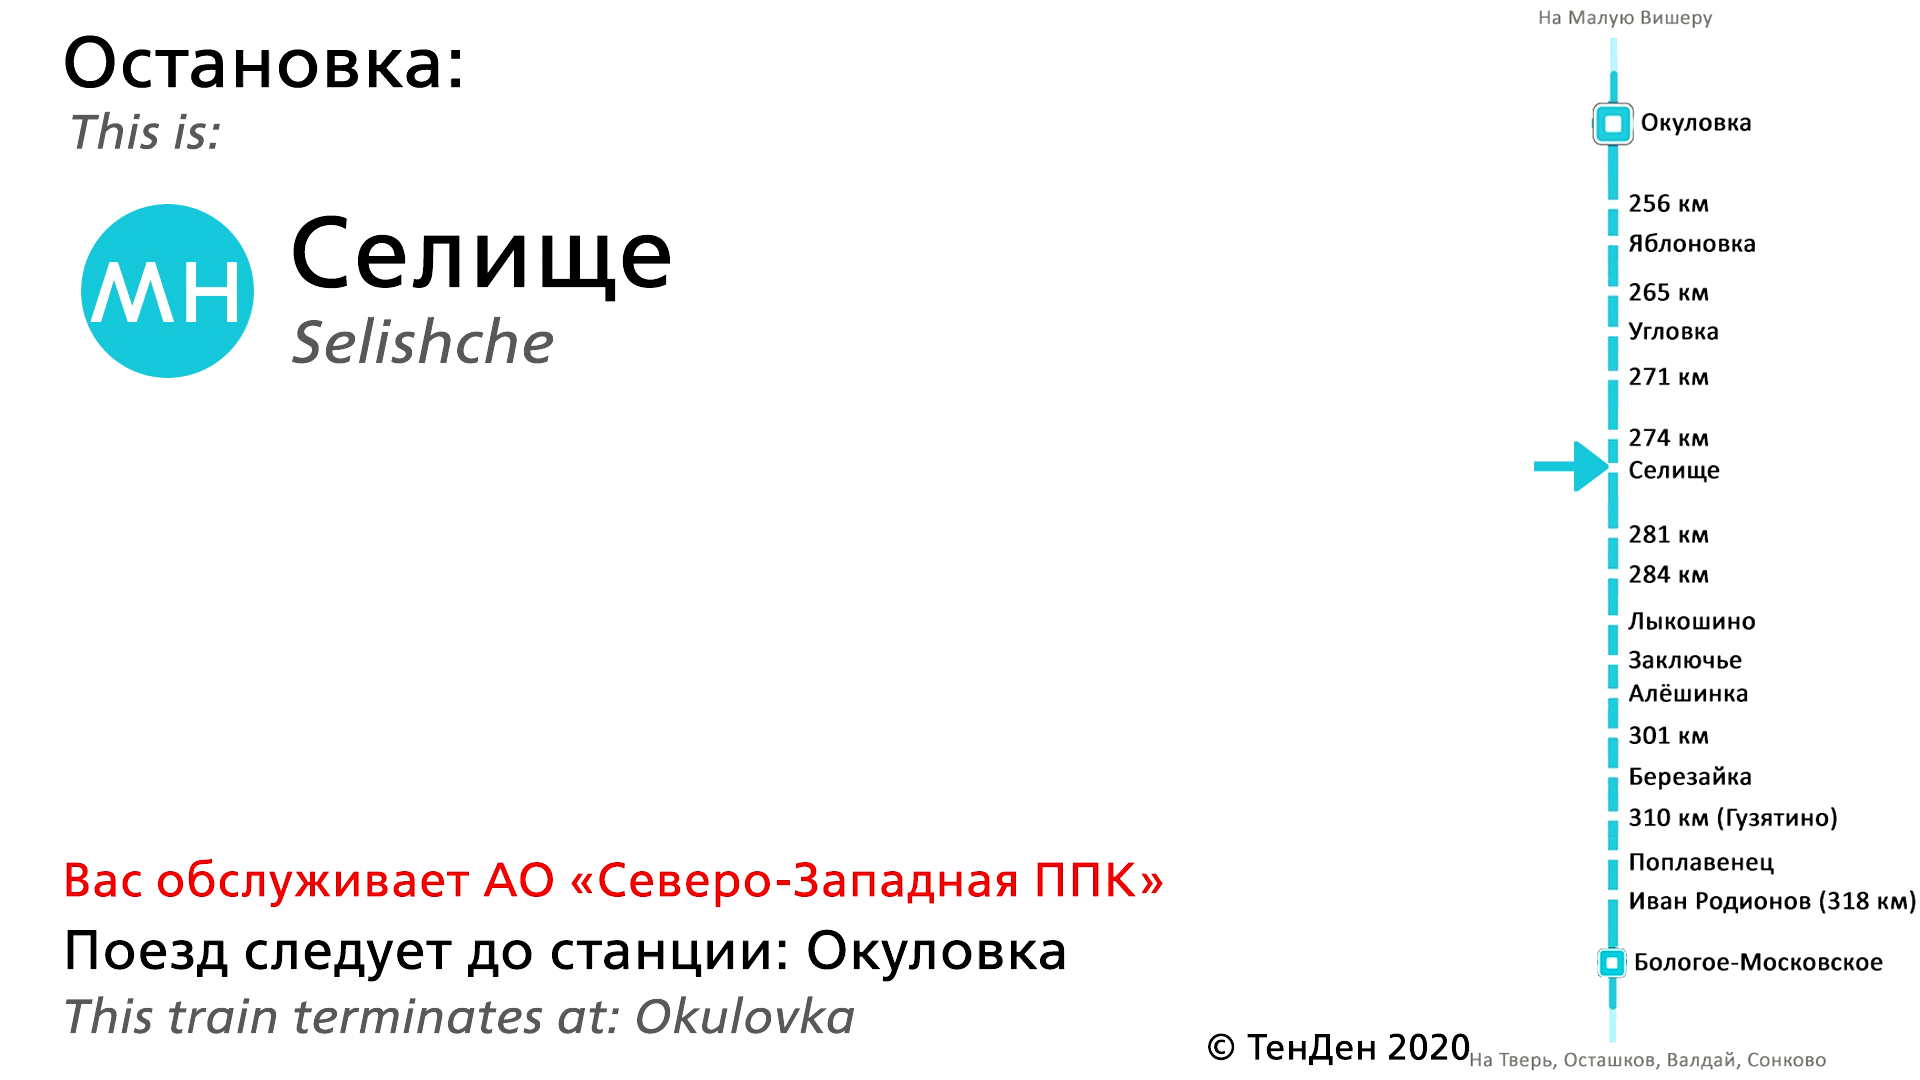 Остановка:
This is:
МН
Селище
Selishche
Вас обслуживает АО «Северо-Западная ППК»
Поезд следует до станции: Окуловка
This train terminates at: Okulovka
© ТенДен 2020
На Малую Вишеру
Окуловка
256 км
Яблоновка
265 км
Угловка
271 км
274 км
Селище
281 км
284 км
Лыкошино
Заключье
Алёшинка
301 км
Березайка
310 км (Гузятино)
Поплавенец
Иван Родионов (318 км)
Бологое-Московское
На Тверь, Осташков, Валдай, Сонково